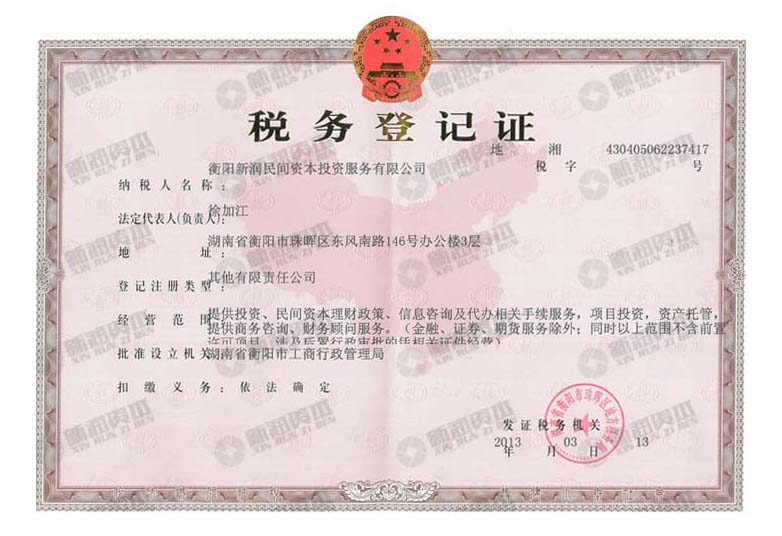 税务登记证
地 湘 430405062237417
税 字 号
衡阳新润民间资本投资服务有限公司
纳税人名称:
徐加江
法定代表人(负责人):
湖南省衡阳市珠晖区东风南路146号办公楼3层
地 址:
其他有限责任公司
登记注册类型:
提供投资、民间资本理财政策、信息咨询及代办相关手续服务，项目投资，资产托管，
经营范围:
提供商务咨询、财务顾问服务。（金融、证券、期货服务除外；同时以上范围不含前置
许可项目，涉及后置行政审批的凭相关证件经营）
批准设立机关:湖南省衡阳市工商行政管理局
扣缴义务:依法确定
发证税务机关
2013 03 13
年 月 日
新润资本
XIN RUN ZI BEN